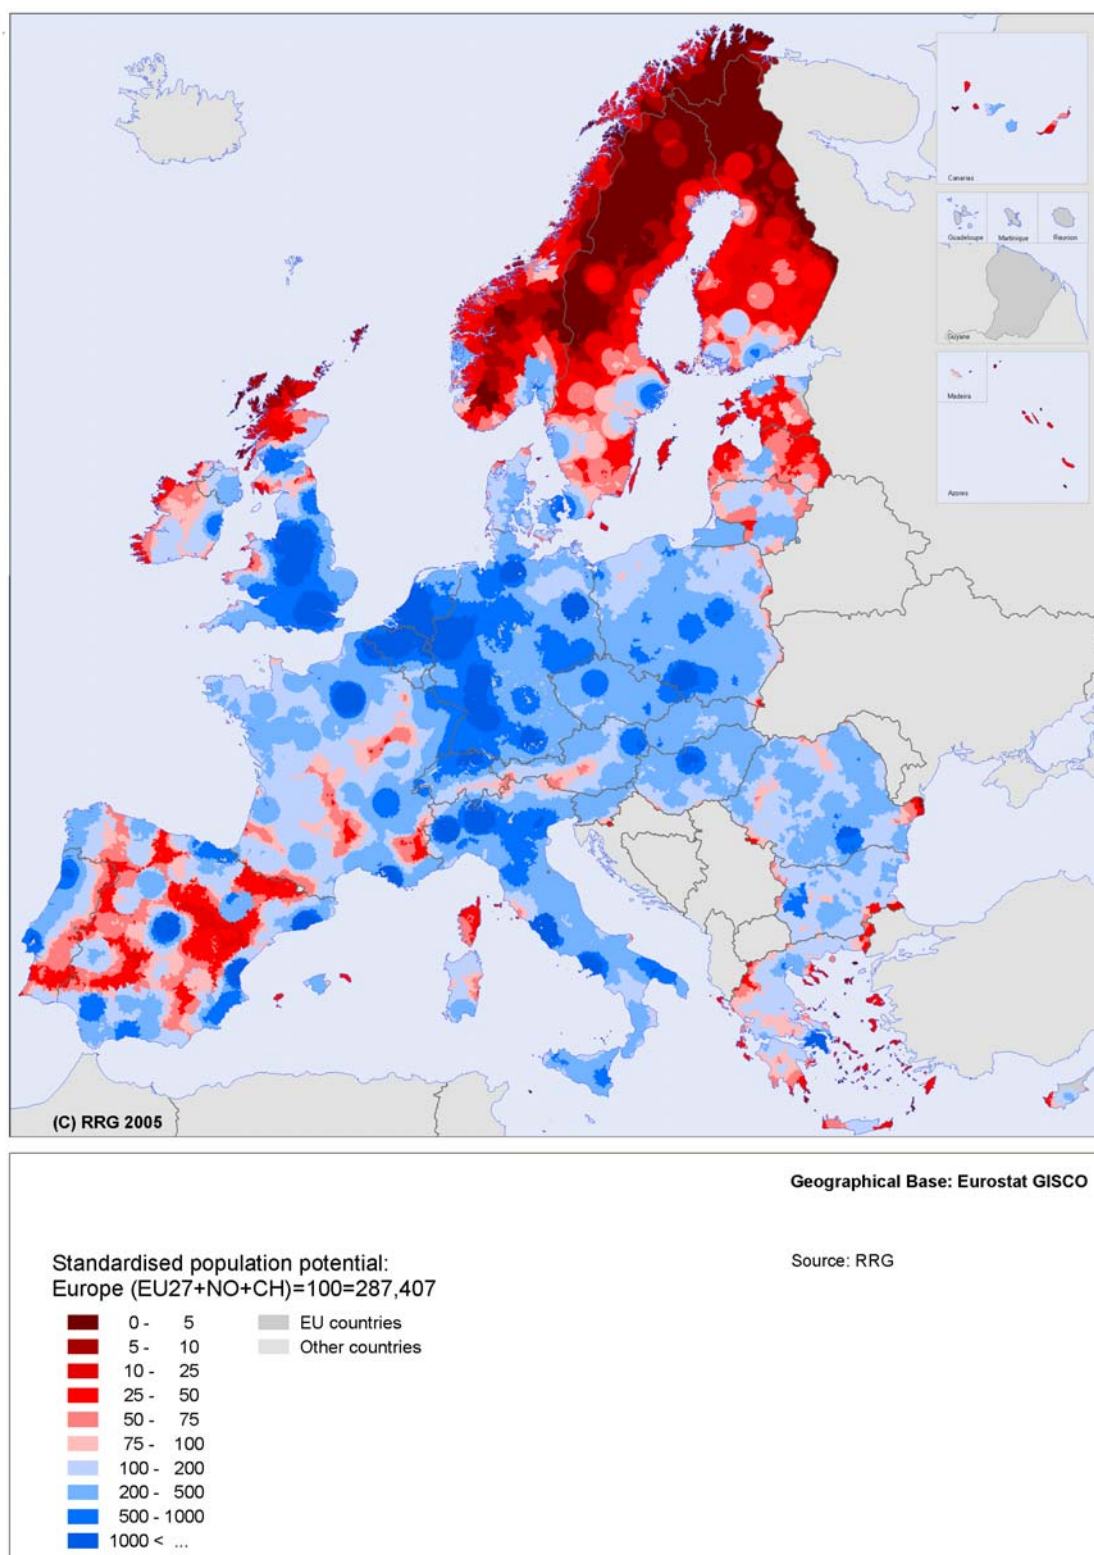 Canarias
Guadeloupe
Martinique
Reunion
Guyane
Madeira
Azores
(C) RRG 2005
Geographical Base: Eurostat GISCO
Standardised population potential:
Source: RRG
Europe (EU27+NO+CH)=100=287,407
0 - 5
EU countries
5 - 10
Other countries
10 - 25
25 - 50
50 - 75
75 - 100
100 - 200
200 - 500
500 - 1000
1000 < ...